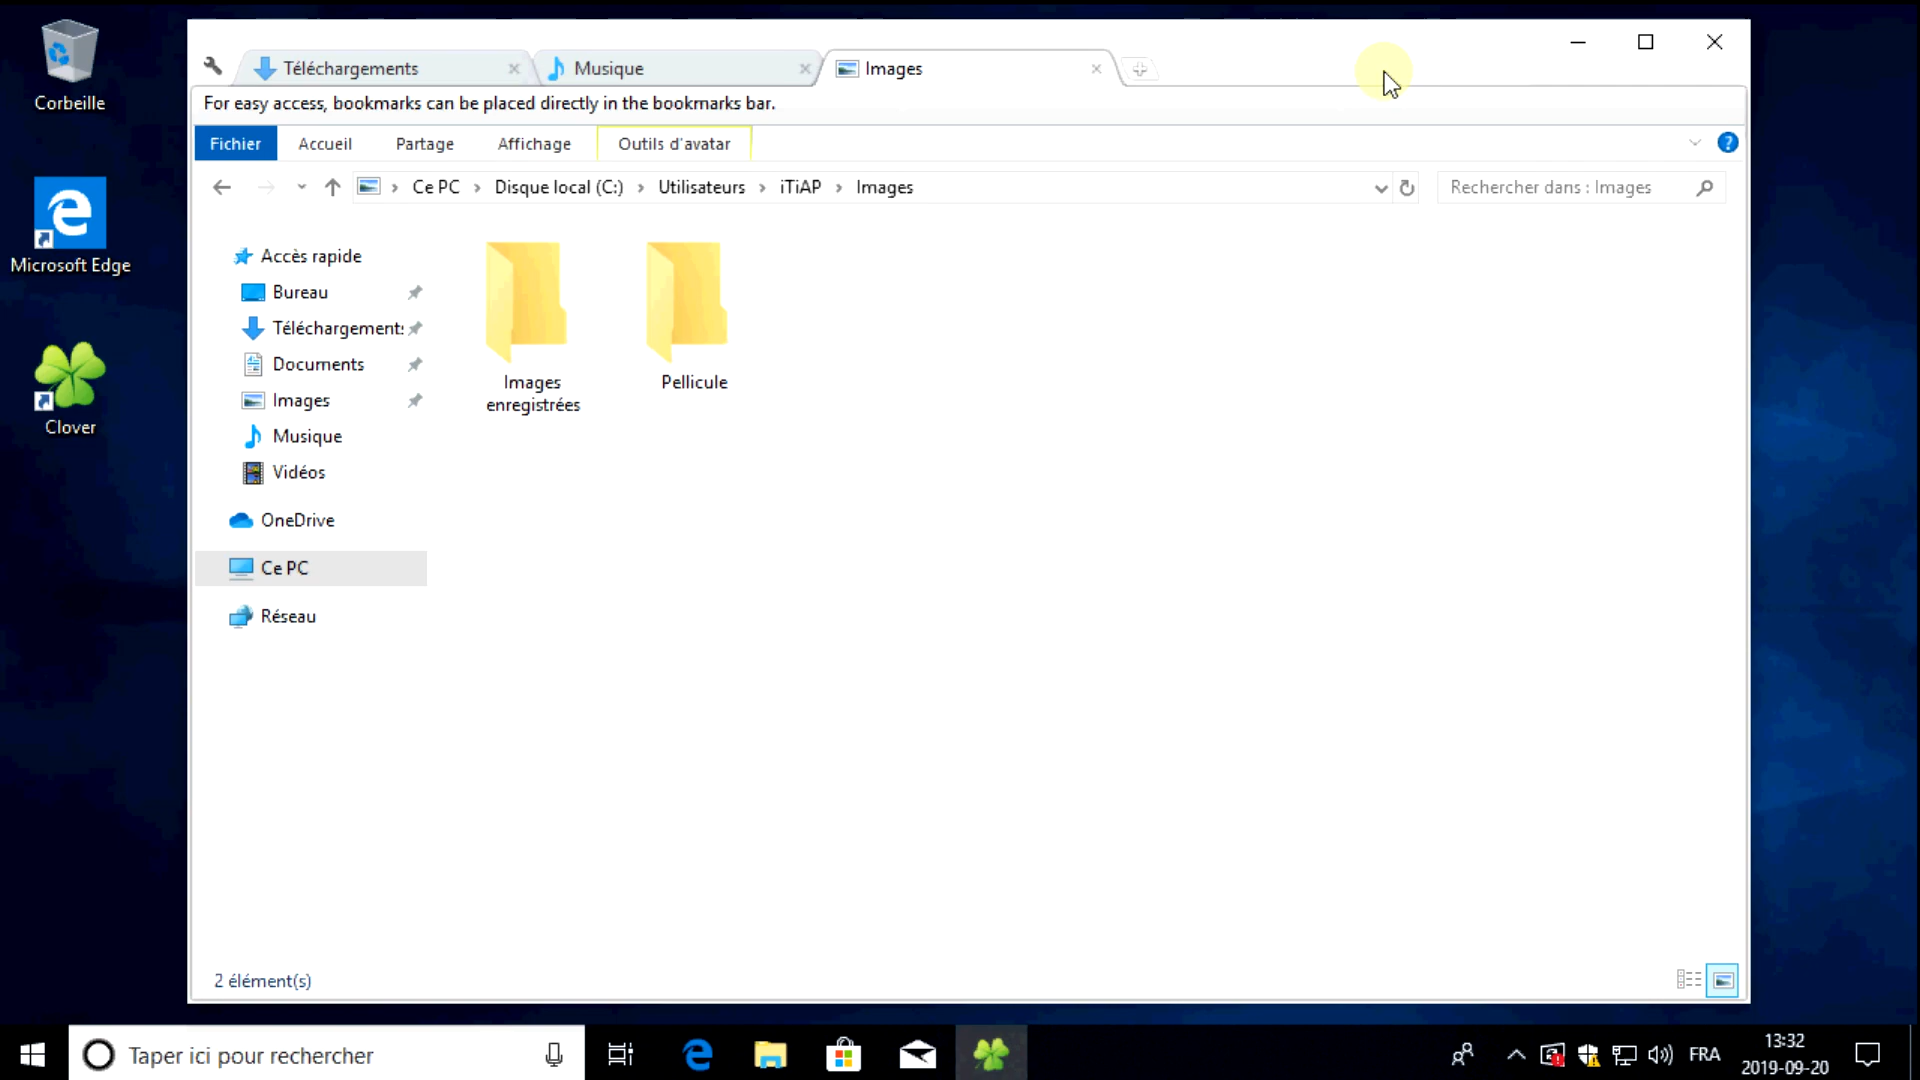 Corbeille
Microsoft Edge
Clover
Téléchargements
Musique
Images
For easy access, bookmarks can be placed directly in the bookmarks bar.
Fichier
Accueil
Partage
Affichage
Outils d'avatar
Ce PC
Disque local (C:)
Utilisateurs
iTiAP
Images
Rechercher dans : Images
Accès rapide
Bureau
Téléchargements
Documents
Images
Musique
Vidéos
OneDrive
Ce PC
Réseau
Images
enregistrées
Pellicule
2 élément(s)
Taper ici pour rechercher
FRA
13:32
2019-09-20